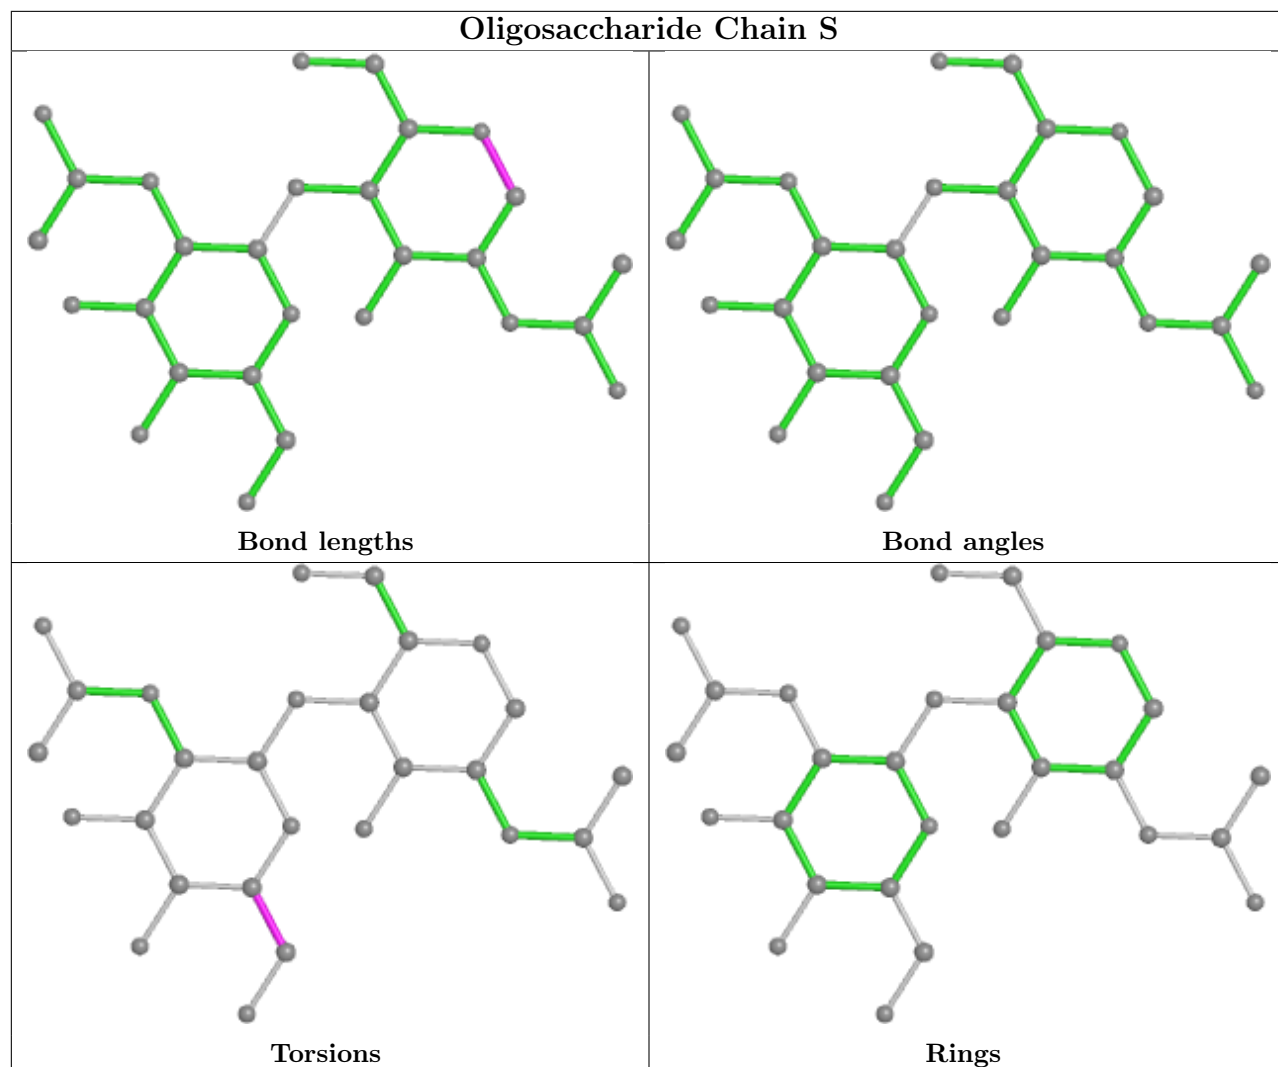 Oligosaccharide Chain S
Bond lengths
Bond angles
Torsions
Rings